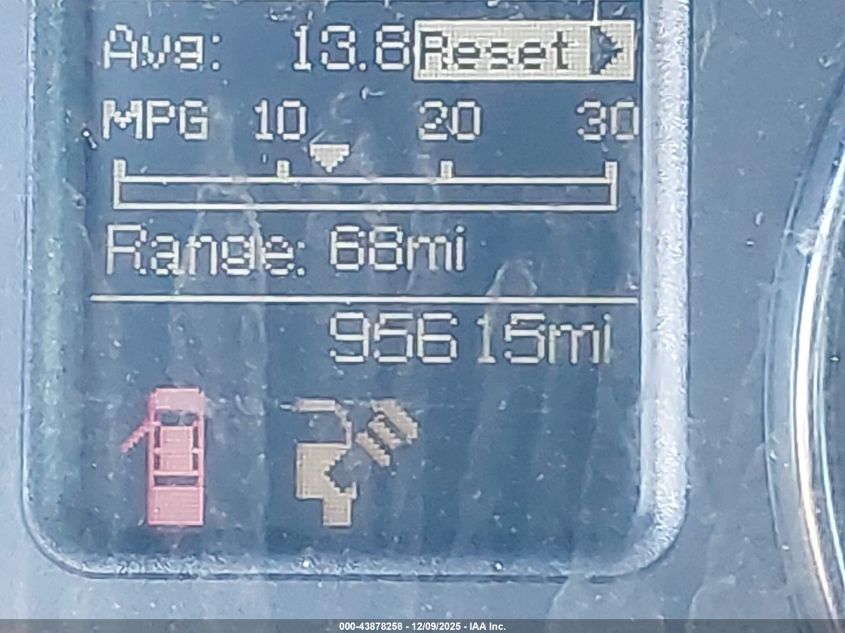 Avg: 13.8 Reset
MPG 10 20 30
Range: 68mi
95615mi
000-43878258 - 12/09/2025 - IAA Inc.